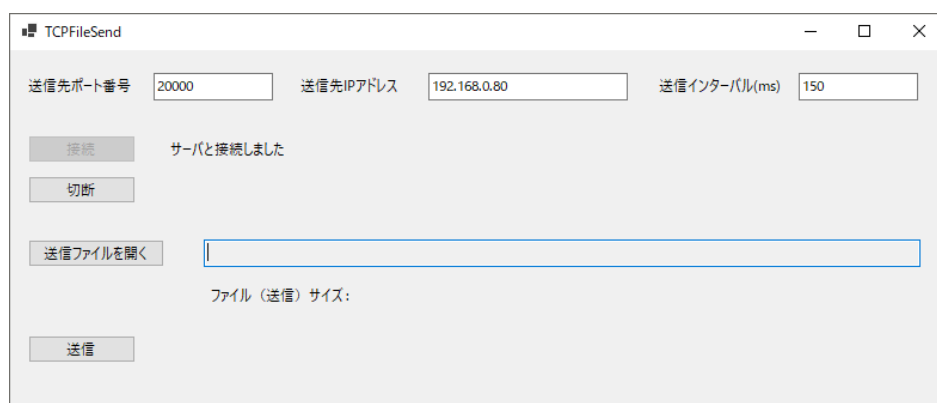 TCPFileSend
送信先ポート番号 20000 送信先IPアドレス 192.168.0.80 送信インターバル(ms) 150
接続 サーバと接続しました
切断
送信ファイルを開く
ファイル（送信）サイズ：
送信